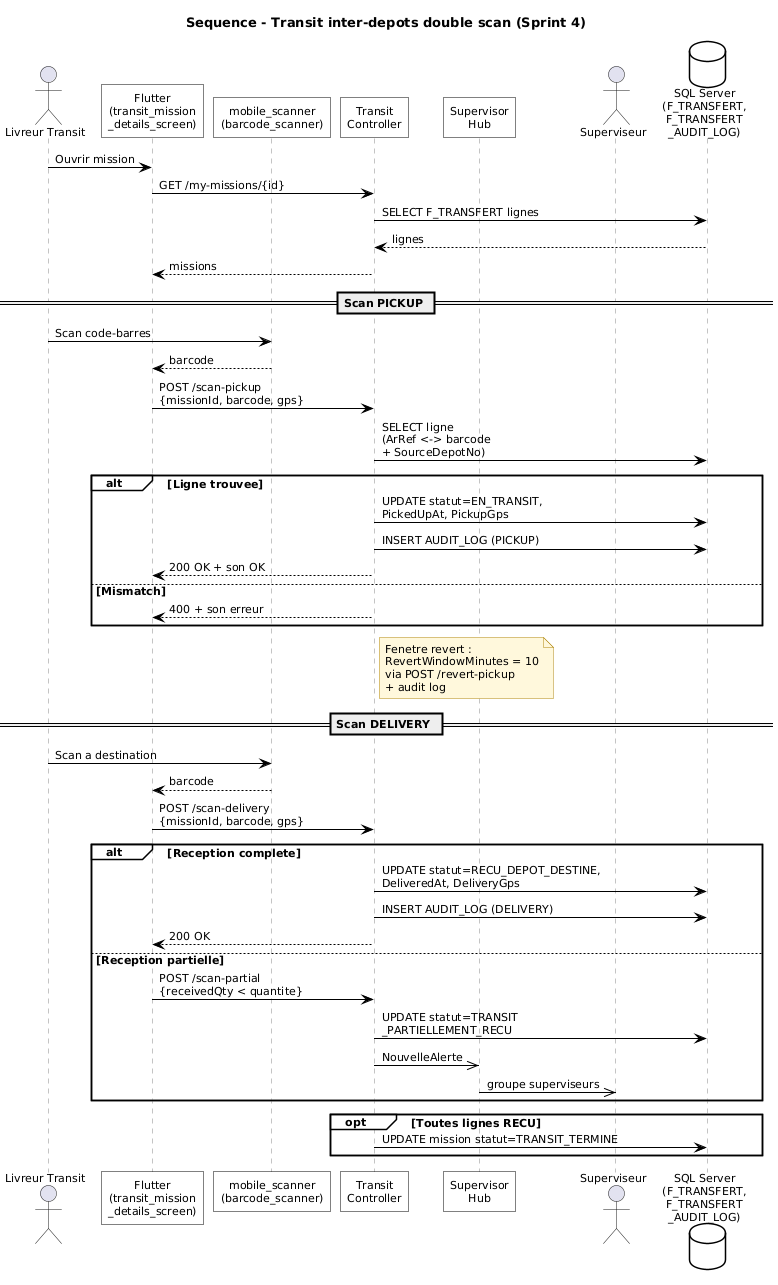 Sequence - Transit inter-depots double scan (Sprint 4)
Livreur Transit
Flutter
(transit_mission
_details_screen)
mobile_scanner
(barcode_scanner)
Transit
Controller
Supervisor
Hub
Superviseur
SQL Server
(F_TRANSFERT,
F_TRANSFERT
_AUDIT_LOG)
Ouvrir mission
GET /my-missions/{id}
SELECT F_TRANSFERT lignes
lignes
missions
Scan PICKUP
Scan code-barres
barcode
POST /scan-pickup
{missionId, barcode, gps}
SELECT ligne
(ArRef <-> barcode
+ SourceDepotNo)
alt
[Ligne trouvee]
UPDATE statut=EN_TRANSIT,
PickedUpAt, PickupGps
INSERT AUDIT_LOG (PICKUP)
200 OK + son OK
[Mismatch]
400 + son erreur
Fenetre revert :
RevertWindowMinutes = 10
via POST /revert-pickup
+ audit log
Scan DELIVERY
Scan a destination
barcode
POST /scan-delivery
{missionId, barcode, gps}
alt
[Reception complete]
UPDATE statut=RECU_DEPOT_DESTINE,
DeliveredAt, DeliveryGps
INSERT AUDIT_LOG (DELIVERY)
200 OK
[Reception partielle]
POST /scan-partial
{receivedQty < quantite}
UPDATE statut=TRANSIT
_PARTIELLEMENT_RECU
NouvelleAlerte
groupe superviseurs
opt
[Toutes lignes RECU]
UPDATE mission statut=TRANSIT_TERMINE
Livreur Transit
Flutter
(transit_mission
_details_screen)
mobile_scanner
(barcode_scanner)
Transit
Controller
Supervisor
Hub
Superviseur
SQL Server
(F_TRANSFERT,
F_TRANSFERT
_AUDIT_LOG)